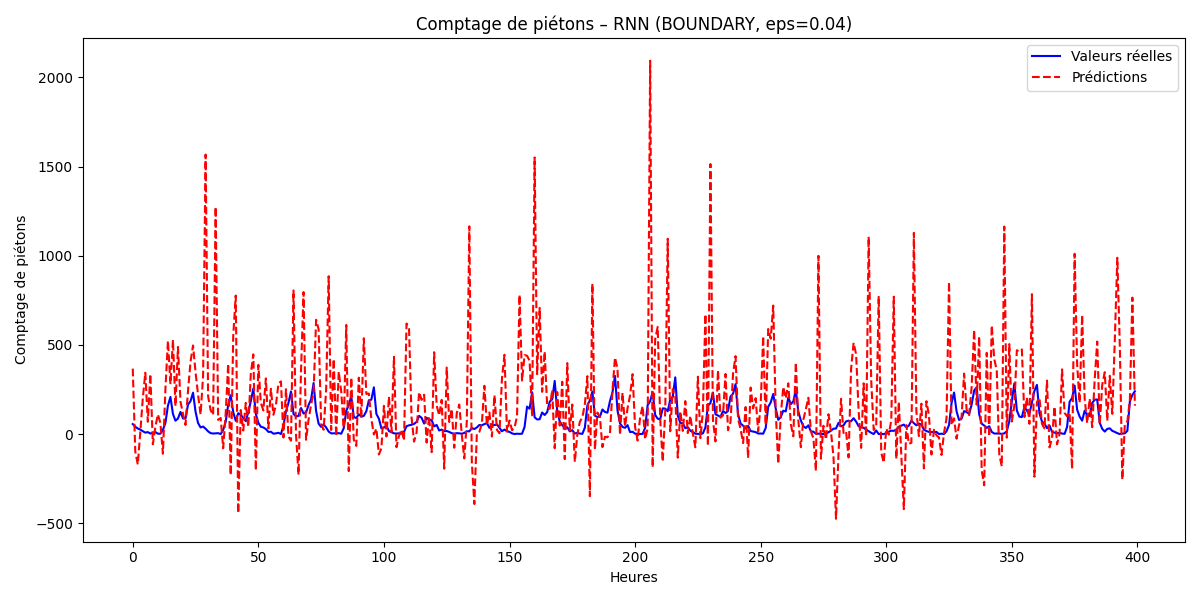 Comptage de piétons – RNN (BOUNDARY, eps=0.04)
Valeurs réelles
Prédictions
Comptage de piétons
2000
1500
1000
500
0
−500
0 50 100 150 200 250 300 350 400
Heures